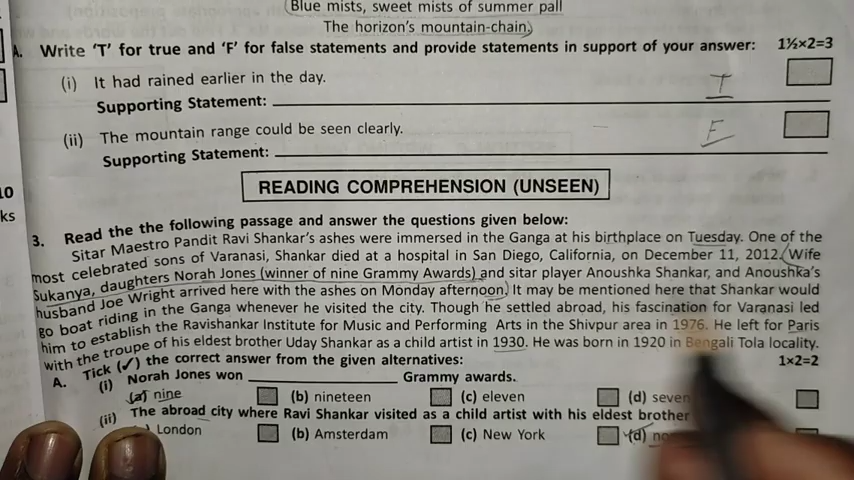 Blue mists, sweet mists of summer pall
The horizon's mountain-chain.
A. Write 'T' for true and 'F' for false statements and provide statements in support of your answer: 1½×2=3
(i) It had rained earlier in the day.
T
Supporting Statement:
(ii) The mountain range could be seen clearly.
F
Supporting Statement:
10
ks
READING COMPREHENSION (UNSEEN)
3. Read the the following passage and answer the questions given below:
Sitar Maestro Pandit Ravi Shankar's ashes were immersed in the Ganga at his birthplace on Tuesday. One of the
most celebrated sons of Varanasi, Shankar died at a hospital in San Diego, California, on December 11, 2012. Wife
Sukanya, daughters Norah Jones (winner of nine Grammy Awards) and sitar player Anoushka Shankar, and Anoushka's
husband Joe Wright arrived here with the ashes on Monday afternoon. It may be mentioned here that Shankar would
go boat riding in the Ganga whenever he visited the city. Though he settled abroad, his fascination for Varanasi led
him to establish the Ravishankar Institute for Music and Performing Arts in the Shivpur area in 1976. He left for Paris
with the troupe of his eldest brother Uday Shankar as a child artist in 1930. He was born in 1920 in Bengali Tola locality.
A. Tick (✓) the correct answer from the given alternatives: 1×2=2
(i) Norah Jones won ____________ Grammy awards.
(a) nine (b) nineteen (c) eleven (d) seven
(ii) The abroad city where Ravi Shankar visited as a child artist with his eldest brother
London (b) Amsterdam (c) New York (d)